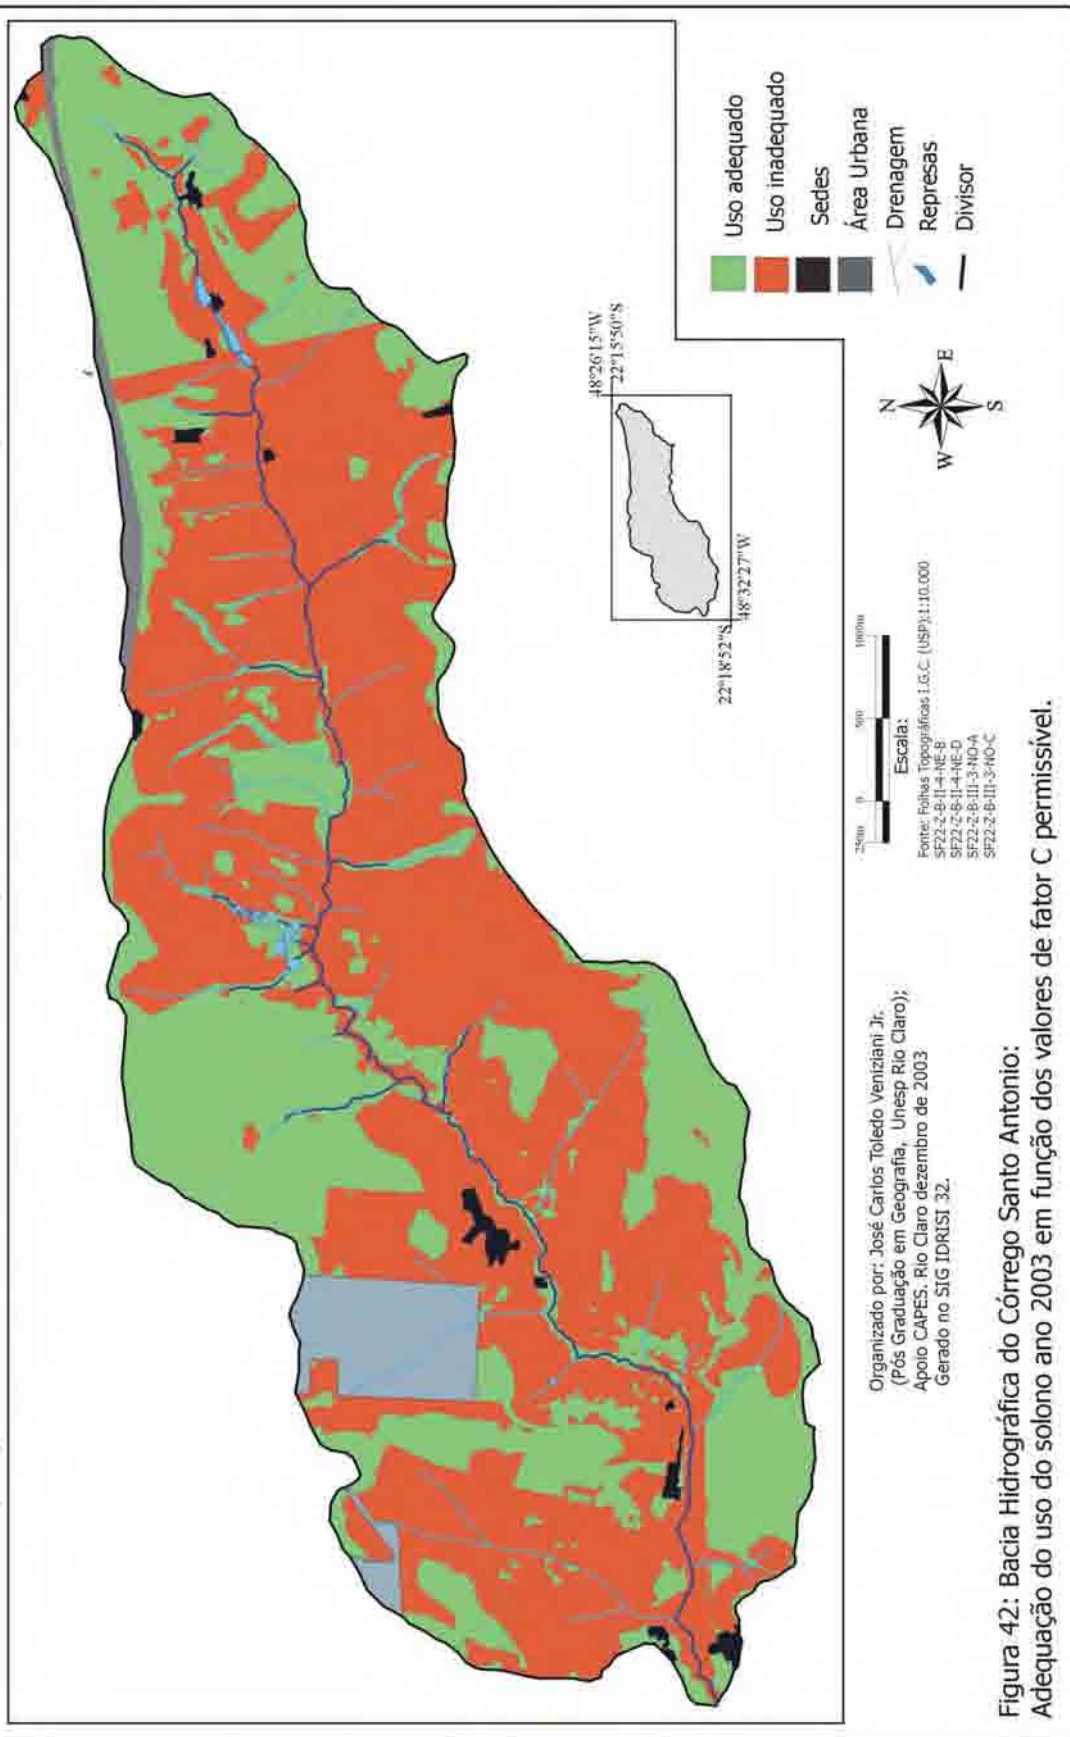 Uso adequado
Uso inadequado
Sedes
Área Urbana
Drenagem
Represas
Divisor
48°26'15"W
22°15'50"S
22°18'52"S
48°32'27"W
N
W
E
S
250m 0 500 1000m
Escala:
Fonte: Folhas Topográficas I.G.C. (USP);1:10.000
SF22-Z-B-II-4-NE-B
SF22-Z-B-II-4-NE-D
SF22-Z-B-III-3-NO-A
SF22-Z-B-III-3-NO-C
Organizado por: José Carlos Toledo Veniziani Jr.
(Pós Graduação em Geografia, Unesp Rio Claro);
Apoio CAPES. Rio Claro dezembro de 2003
Gerado no SIG IDRISI 32.
Figura 42: Bacia Hidrográfica do Córrego Santo Antonio:
Adequação do uso do solono ano 2003 em função dos valores de fator C permissível.